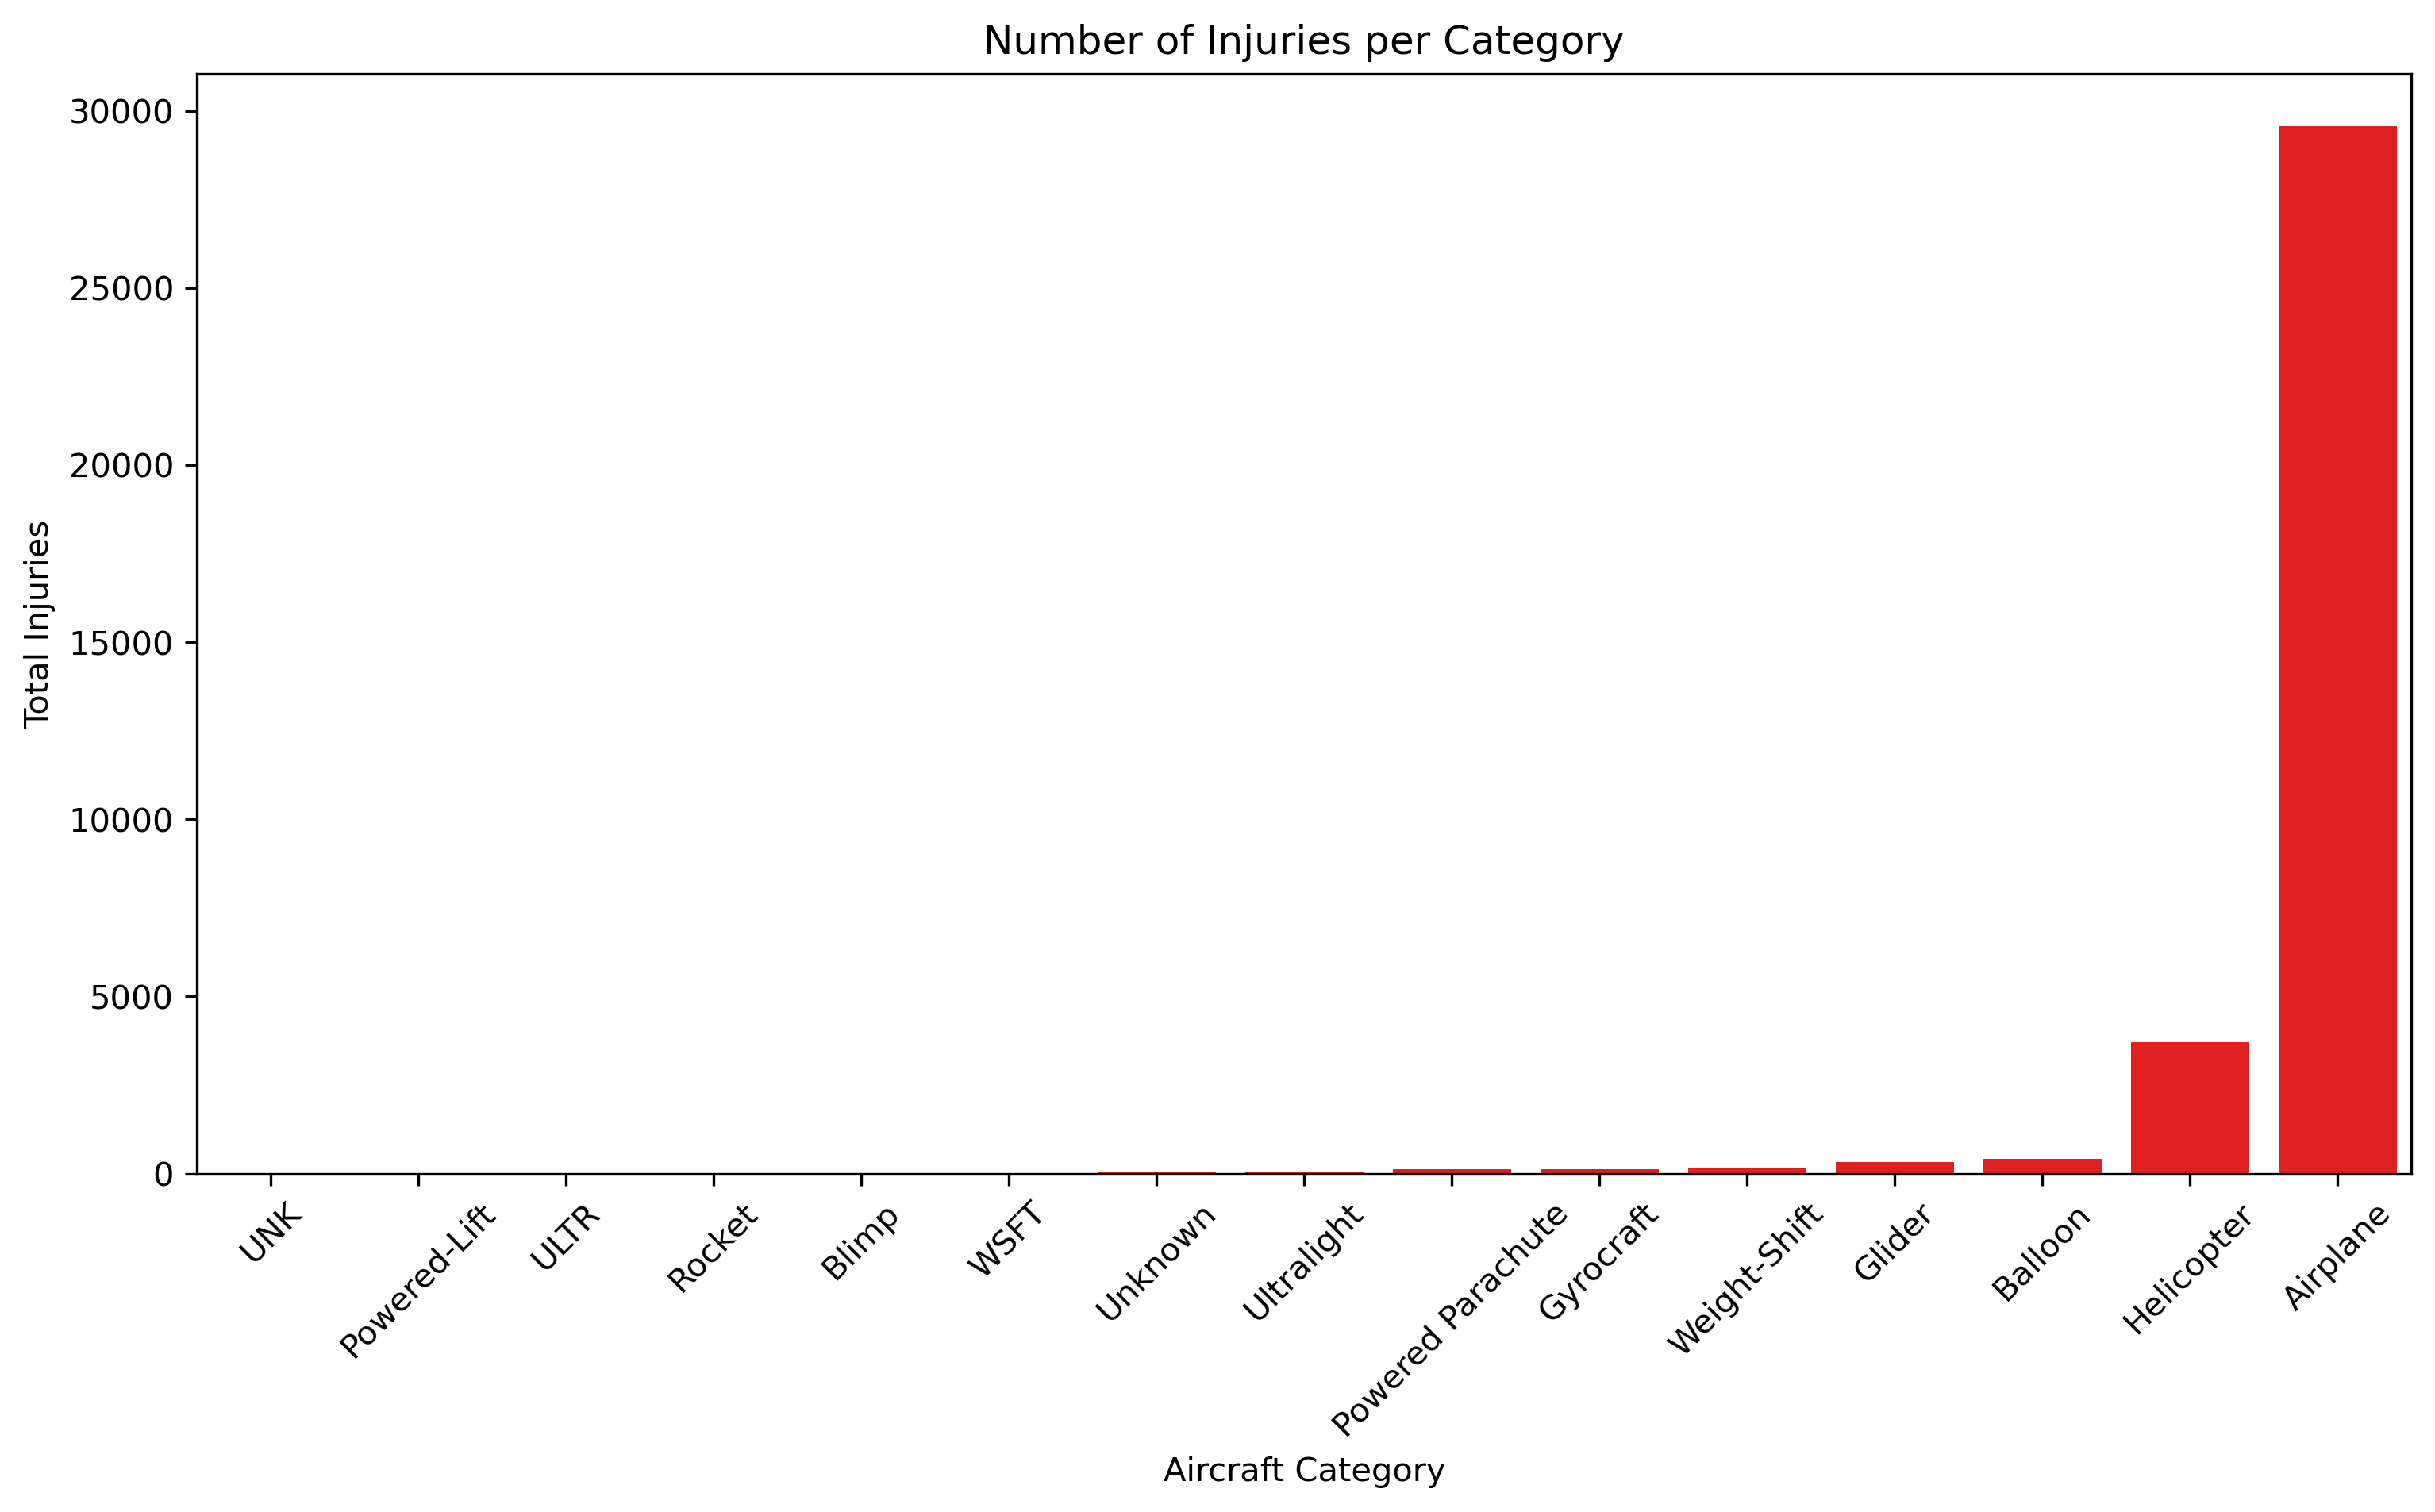 Number of Injuries per Category
30000
25000
20000
15000
10000
5000
0
Total Injuries
UNK
Powered-Lift
ULTR
Rocket
Blimp
WSFT
Unknown
Ultralight
Powered Parachute
Gyrocraft
Weight-Shift
Glider
Balloon
Helicopter
Airplane
Aircraft Category